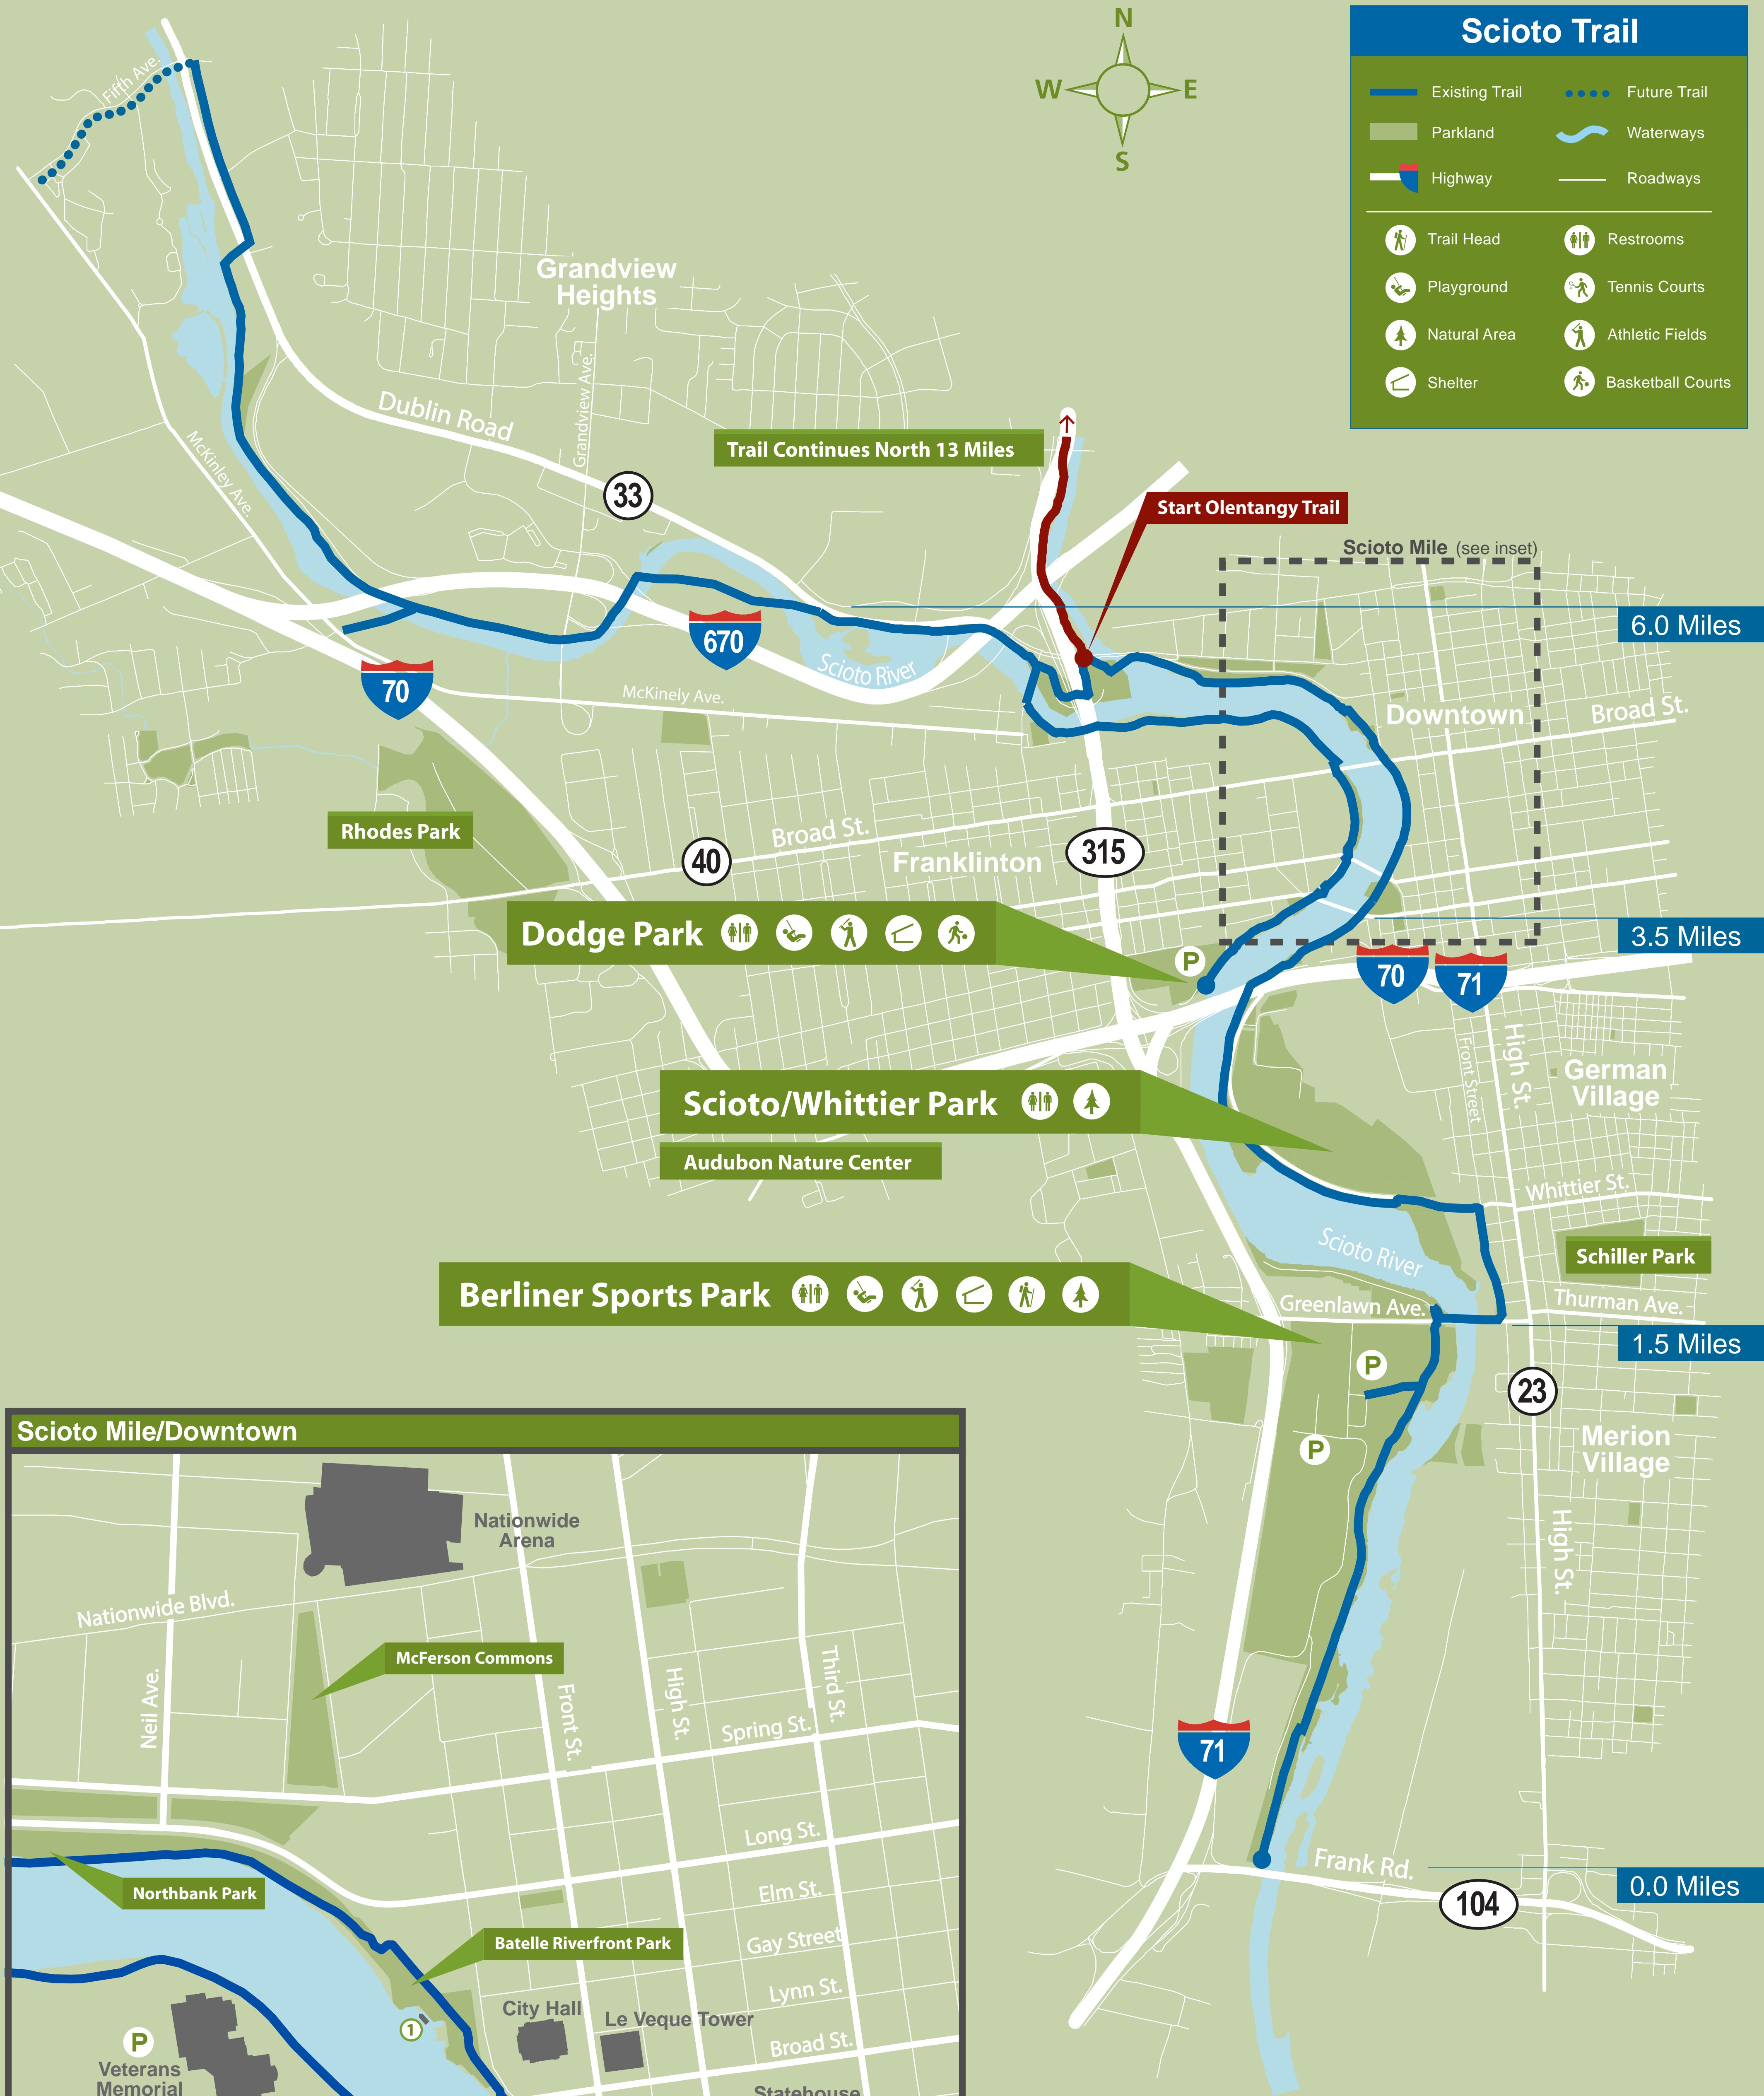 N
W
E
S
Scioto Trail
Existing Trail
Future Trail
Parkland
Waterways
Highway
Roadways
Trail Head
Restrooms
Playground
Tennis Courts
Natural Area
Athletic Fields
Shelter
Basketball Courts
Fifth Ave.
Grandview
Heights
Grandview Ave.
Dublin Road
McKinley Ave.
33
Trail Continues North 13 Miles
Start Olentangy Trail
Scioto Mile (see inset)
6.0 Miles
670
Scioto River
70
McKinely Ave.
Downtown
Broad St.
Rhodes Park
40
Broad St.
Franklinton
315
Dodge Park
P
3.5 Miles
70
71
High St.
Front Street
German
Village
Scioto/Whittier Park
Audubon Nature Center
Whittier St.
Scioto River
Schiller Park
Berliner Sports Park
Greenlawn Ave.
Thurman Ave.
1.5 Miles
P
23
P
Merion
Village
High St.
71
Frank Rd.
0.0 Miles
104
Scioto Mile/Downtown
Nationwide
Arena
Nationwide Blvd.
McFerson Commons
Neil Ave.
Front St.
High St.
Third St.
Spring St.
Long St.
Northbank Park
Elm St.
Batelle Riverfront Park
Gay Street
Lynn St.
City Hall
Le Veque Tower
1
P
Broad St.
Veterans
Memorial
Statehouse